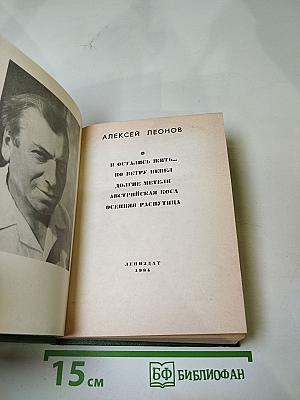 АЛЕКСЕЙ ЛЕОНОВ
И ОСТАЛИСЬ ЖИТЬ...
ПО ВЕТРУ ПЕПЕЛ
ДОЛГИЕ МЕТЕЛИ
АВСТРИЙСКАЯ КОСА
ОСЕННЯЯ РАСПУТИЦА
ЛЕНИЗДАТ
1984
15 см
БФ БИБЛИОФАН